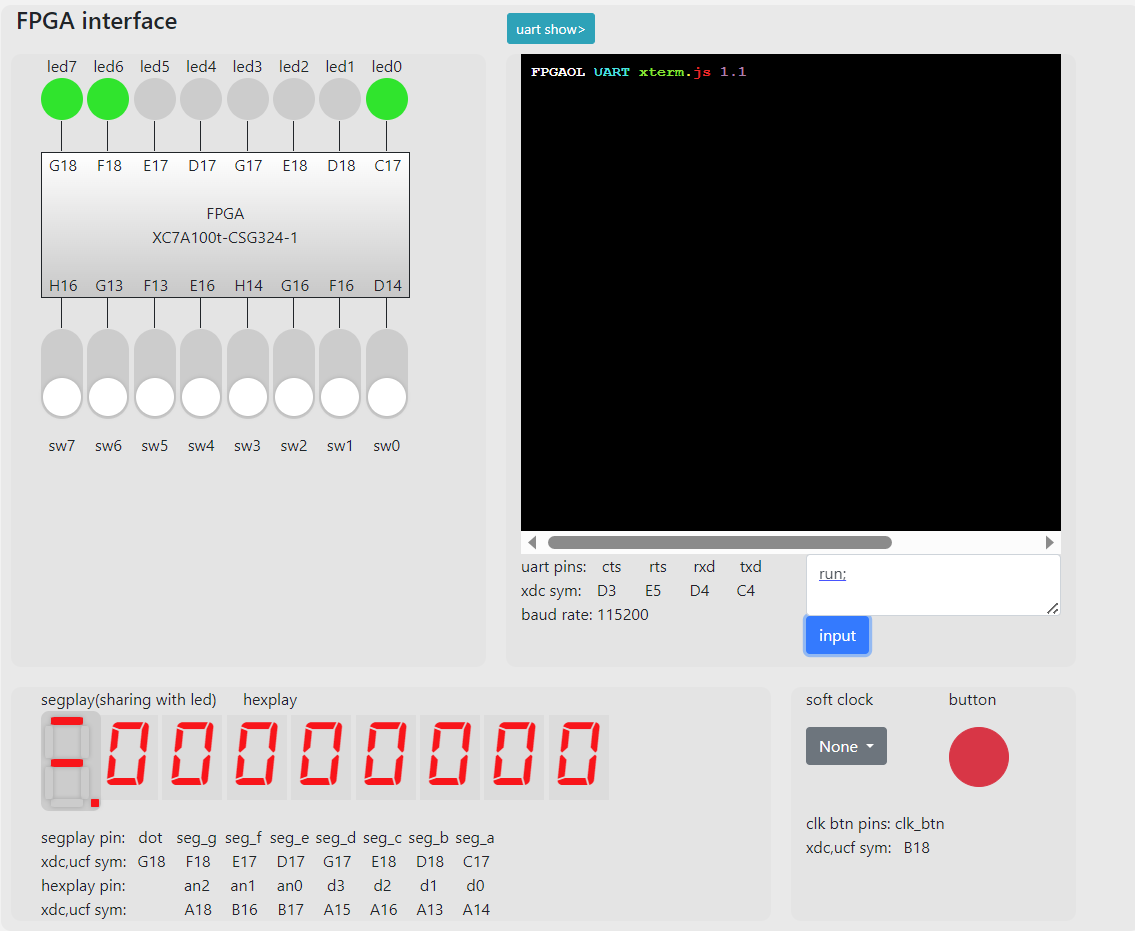 FPGA interface
uart show>
led7 led6 led5 led4 led3 led2 led1 led0
G18 F18 E17 D17 G17 E18 D18 C17
FPGA
XC7A100t-CSG324-1
H16 G13 F13 E16 H14 G16 F16 D14
sw7 sw6 sw5 sw4 sw3 sw2 sw1 sw0
FPGAOL UART xterm.js 1.1
uart pins: cts rts rxd txd
xdc sym: D3 E5 D4 C4
baud rate: 115200
run;
input
segplay(sharing with led) hexplay
00000000
segplay pin: dot seg_g seg_f seg_e seg_d seg_c seg_b seg_a
xdc,ucf sym: G18 F18 E17 D17 G17 E18 D18 C17
hexplay pin: an2 an1 an0 d3 d2 d1 d0
xdc,ucf sym: A18 B16 B17 A15 A16 A13 A14
soft clock button
None
clk btn pins: clk_btn
xdc,ucf sym: B18